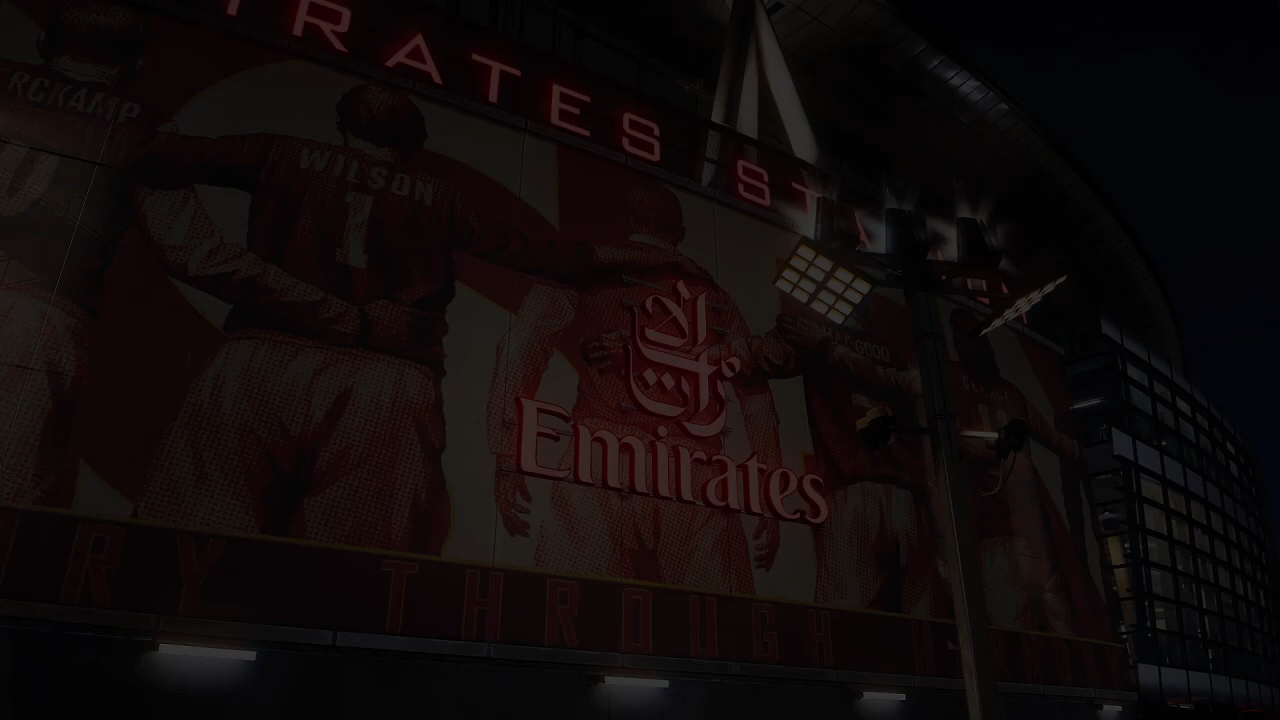 RATES ST
RCKAMP
WILSON
1
الإمارات
Emirates
RY THROUGH